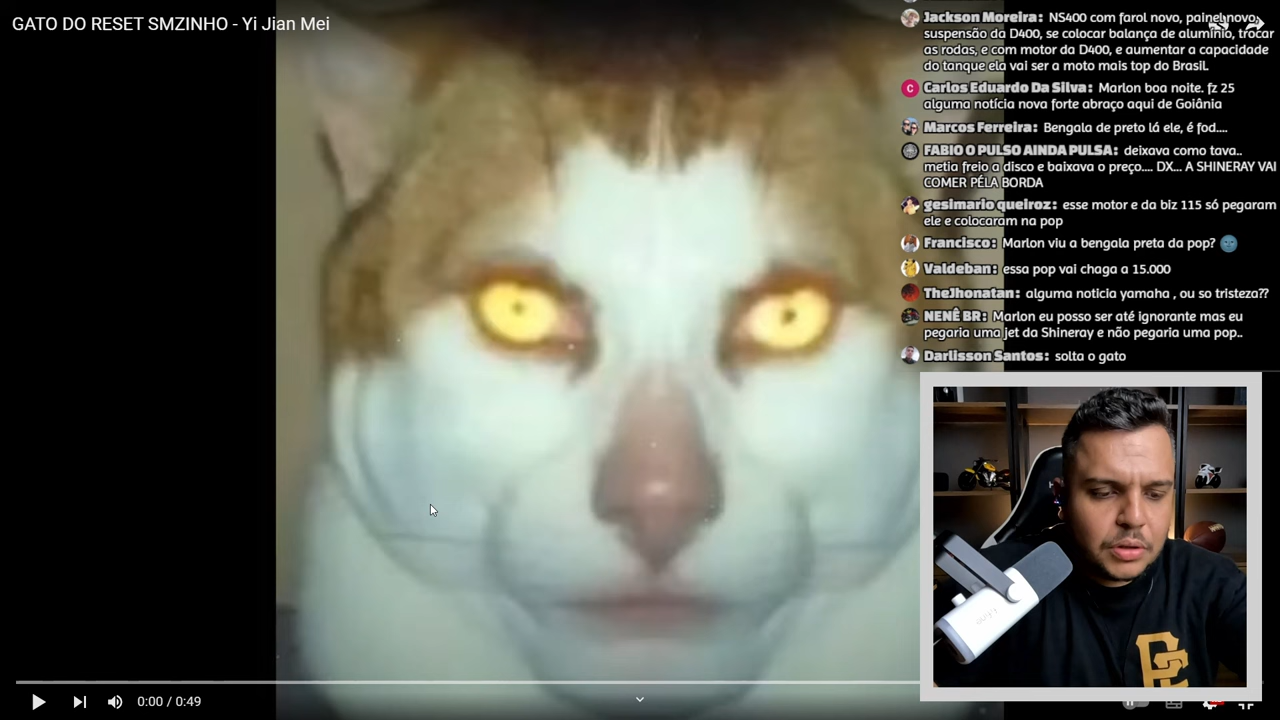 GATO DO RESET SMZINHO - Yi Jian Mei
Jackson Moreira: NS400 com farol novo, painel novo,
suspensão da D400, se colocar balança de alumínio, trocar
as rodas, e com motor da D400, e aumentar a capacidade
do tanque ela vai ser a moto mais top do Brasil.
C Carlos Eduardo Da Silva: Marlon boa noite. fz 25
alguma notícia nova forte abraço aqui de Goiânia
Marcos Ferreira: Bengala de preto lá ele, é fod....
FABIO O PULSO AINDA PULSA: deixava como tava..
metia freio a disco e baixava o preço.... DX... A SHINERAY VAI
COMER PÉLA BORDA
gesimario queiroz: esse motor e da biz 115 só pegaram
ele e colocaram na pop
Francisco: Marlon viu a bengala preta da pop? 🌚
Valdeban: essa pop vai chaga a 15.000
TheJhonatan: alguma noticia yamaha , ou so tristeza??
NENÊ BR: Marlon eu posso ser até ignorante mas eu
pegaria uma jet da Shineray e não pegaria uma pop..
Darlisson Santos: solta o gato
0:00 / 0:49